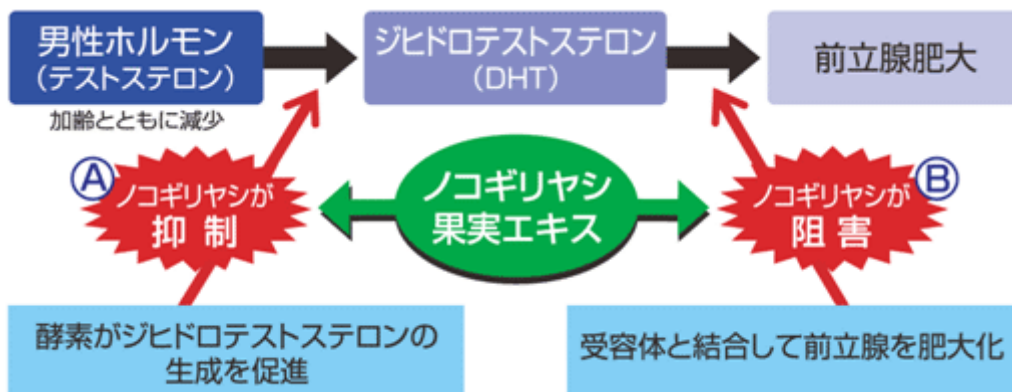 男性ホルモン
(テストステロン)
ジヒドロテストステロン
(DHT)
前立腺肥大
加齢とともに減少
A
ノコギリヤシが
抑制
ノコギリヤシ
果実エキス
B
ノコギリヤシが
阻害
酵素がジヒドロテストステロンの
生成を促進
受容体と結合して前立腺を肥大化